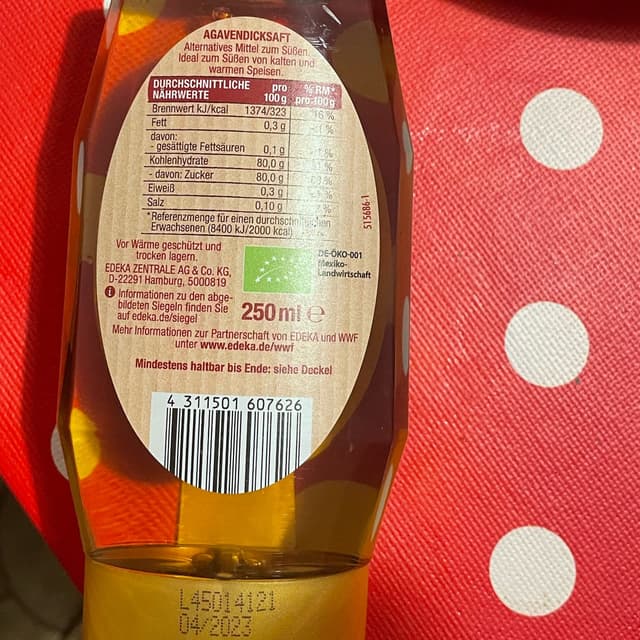 AGAVENDICKSAFT
Alternatives Mittel zum Süßen.
Ideal zum Süßen von kalten und
warmen Speisen.
DURCHSCHNITTLICHE pro % RM*
NÄHRWERTE 100g pro 100g
Brennwert kJ/kcal 1374/323 16 %
Fett 0,3 g
davon:
- gesättigte Fettsäuren 0,1 g
Kohlenhydrate 80,0 g
- davon: Zucker 80,0 g
Eiweiß 0,3 g
Salz 0,10 g
*Referenzmenge für einen durchschnittlichen
Erwachsenen (8400 kJ/2000 kcal)
Vor Wärme geschützt und
trocken lagern.
EDEKA ZENTRALE AG & Co. KG,
D-22291 Hamburg, 5000819
i Informationen zu den abge-
bildeten Siegeln finden Sie
auf edeka.de/siegel
DE-ÖKO-001
Mexiko-
Landwirtschaft
250 ml e
Mehr Informationen zur Partnerschaft von EDEKA und WWF
unter www.edeka.de/wwf
Mindestens haltbar bis Ende: siehe Deckel
515686-1
4 311501 607626
L45014121
04/2023